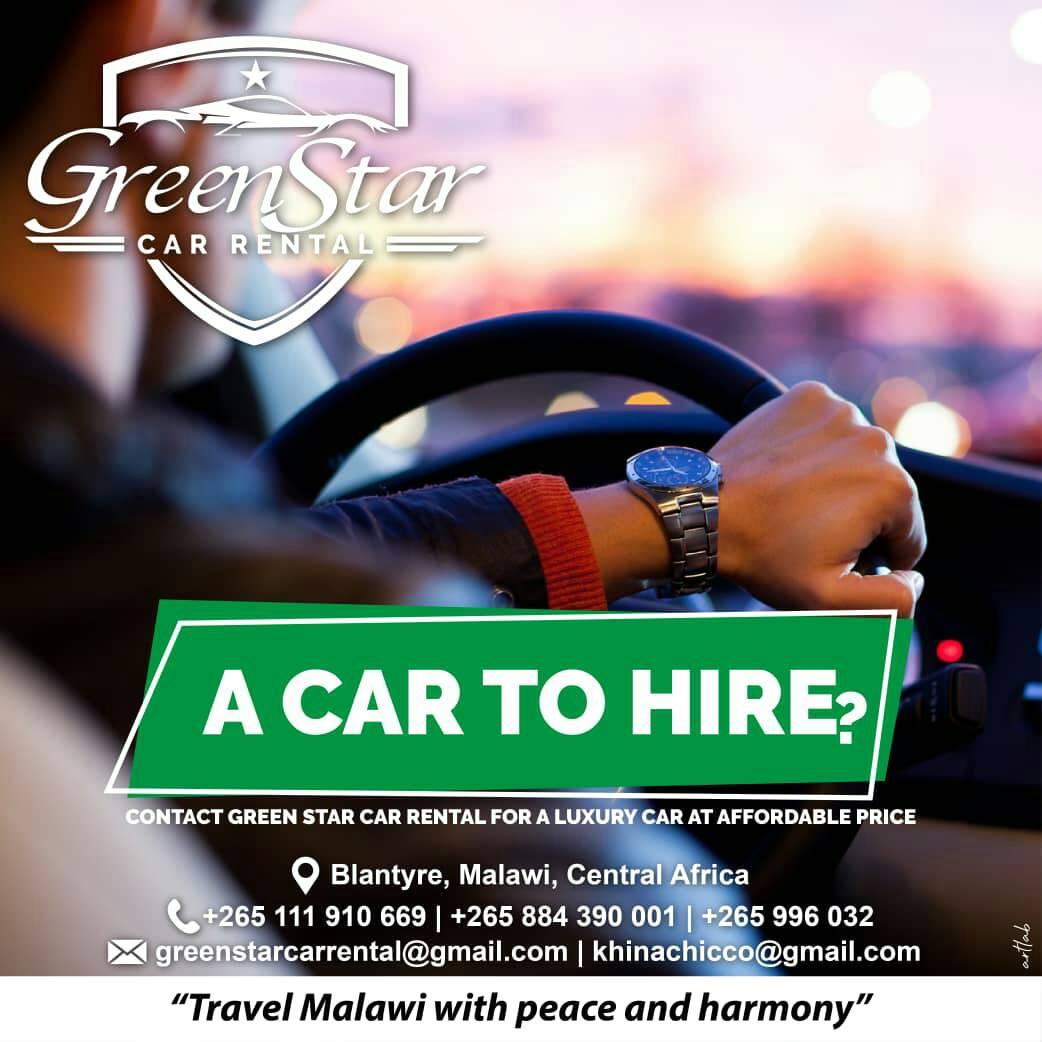 GreenStar
CAR RENTAL
A CAR TO HIRE?
CONTACT GREEN STAR CAR RENTAL FOR A LUXURY CAR AT AFFORDABLE PRICE
Blantyre, Malawi, Central Africa
+265 111 910 669 | +265 884 390 001 | +265 996 032
greenstarcarrental@gmail.com | khinachicco@gmail.com
artlab
“Travel Malawi with peace and harmony”